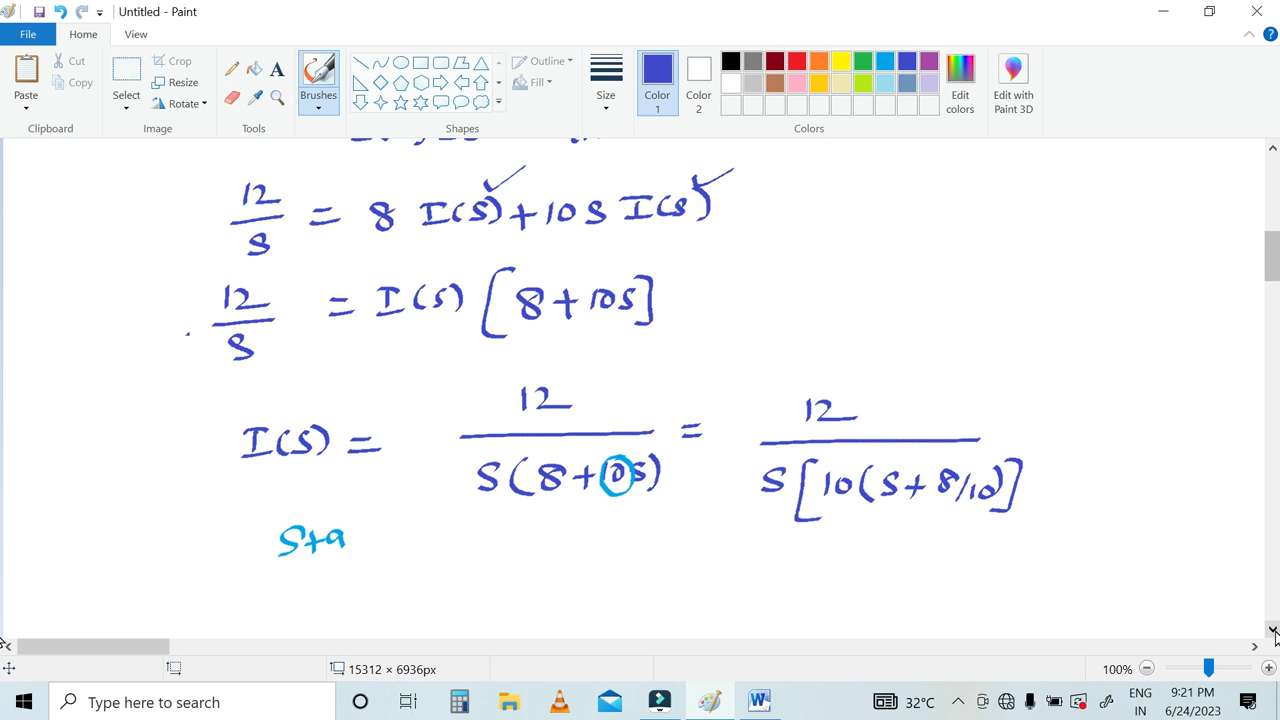 Untitled - Paint
File Home View
Cut
Copy
Paste
Clipboard
Select
Crop
Resize
Rotate
Image
Tools
Brushes
Outline
Fill
Shapes
Size
Color 1
Color 2
Edit colors
Edit with Paint 3D
Colors
12/s = 8 I(s) + 10s I(s)
12/s = I(s) [8+10s]
I(s) = 12/s(8+10s) = 12/s[10(s+8/10)]
s+a
15312 × 6936px
100%
Type here to search
W
32°C
ENG IN
9:21 PM
6/24/2023